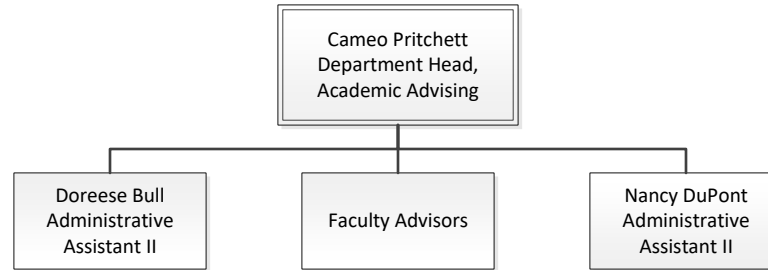 Cameo Pritchett
Department Head,
Academic Advising
Doreese Bull
Administrative
Assistant II
Faculty Advisors
Nancy DuPont
Administrative
Assistant II